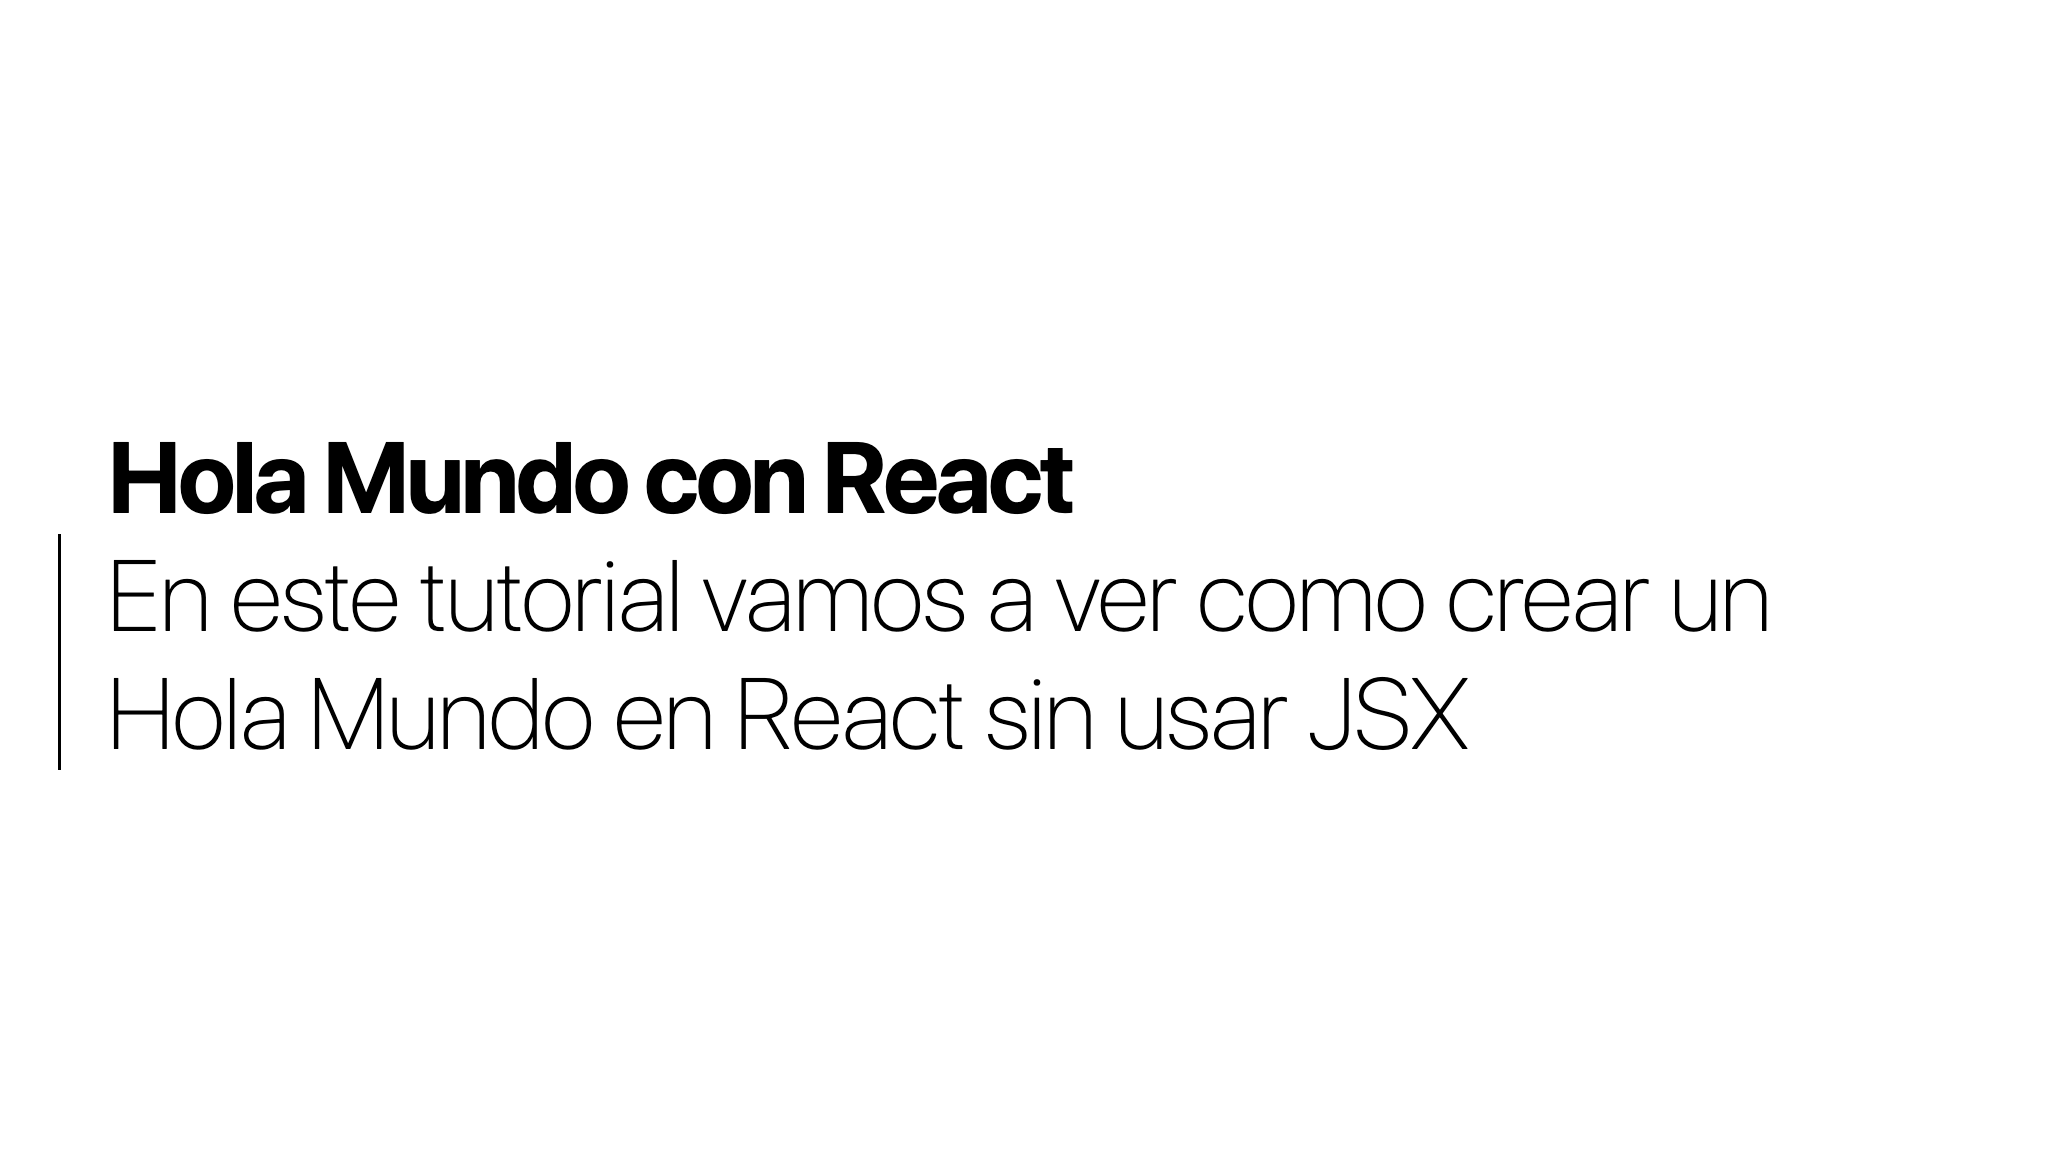 Hola Mundo con React
En este tutorial vamos a ver como crear un
Hola Mundo en React sin usar JSX